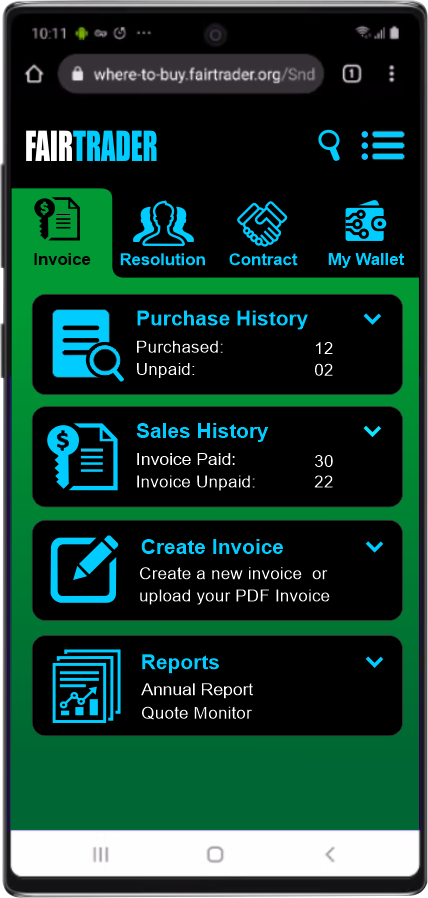 10:11
where-to-buy.fairtrader.org/Snd
1
FAIRTRADER
Invoice
Resolution
Contract
My Wallet
Purchase History
Purchased: 12
Unpaid: 02
$
Sales History
Invoice Paid: 30
Invoice Unpaid: 22
Create Invoice
Create a new invoice or
upload your PDF Invoice
Reports
Annual Report
Quote Monitor